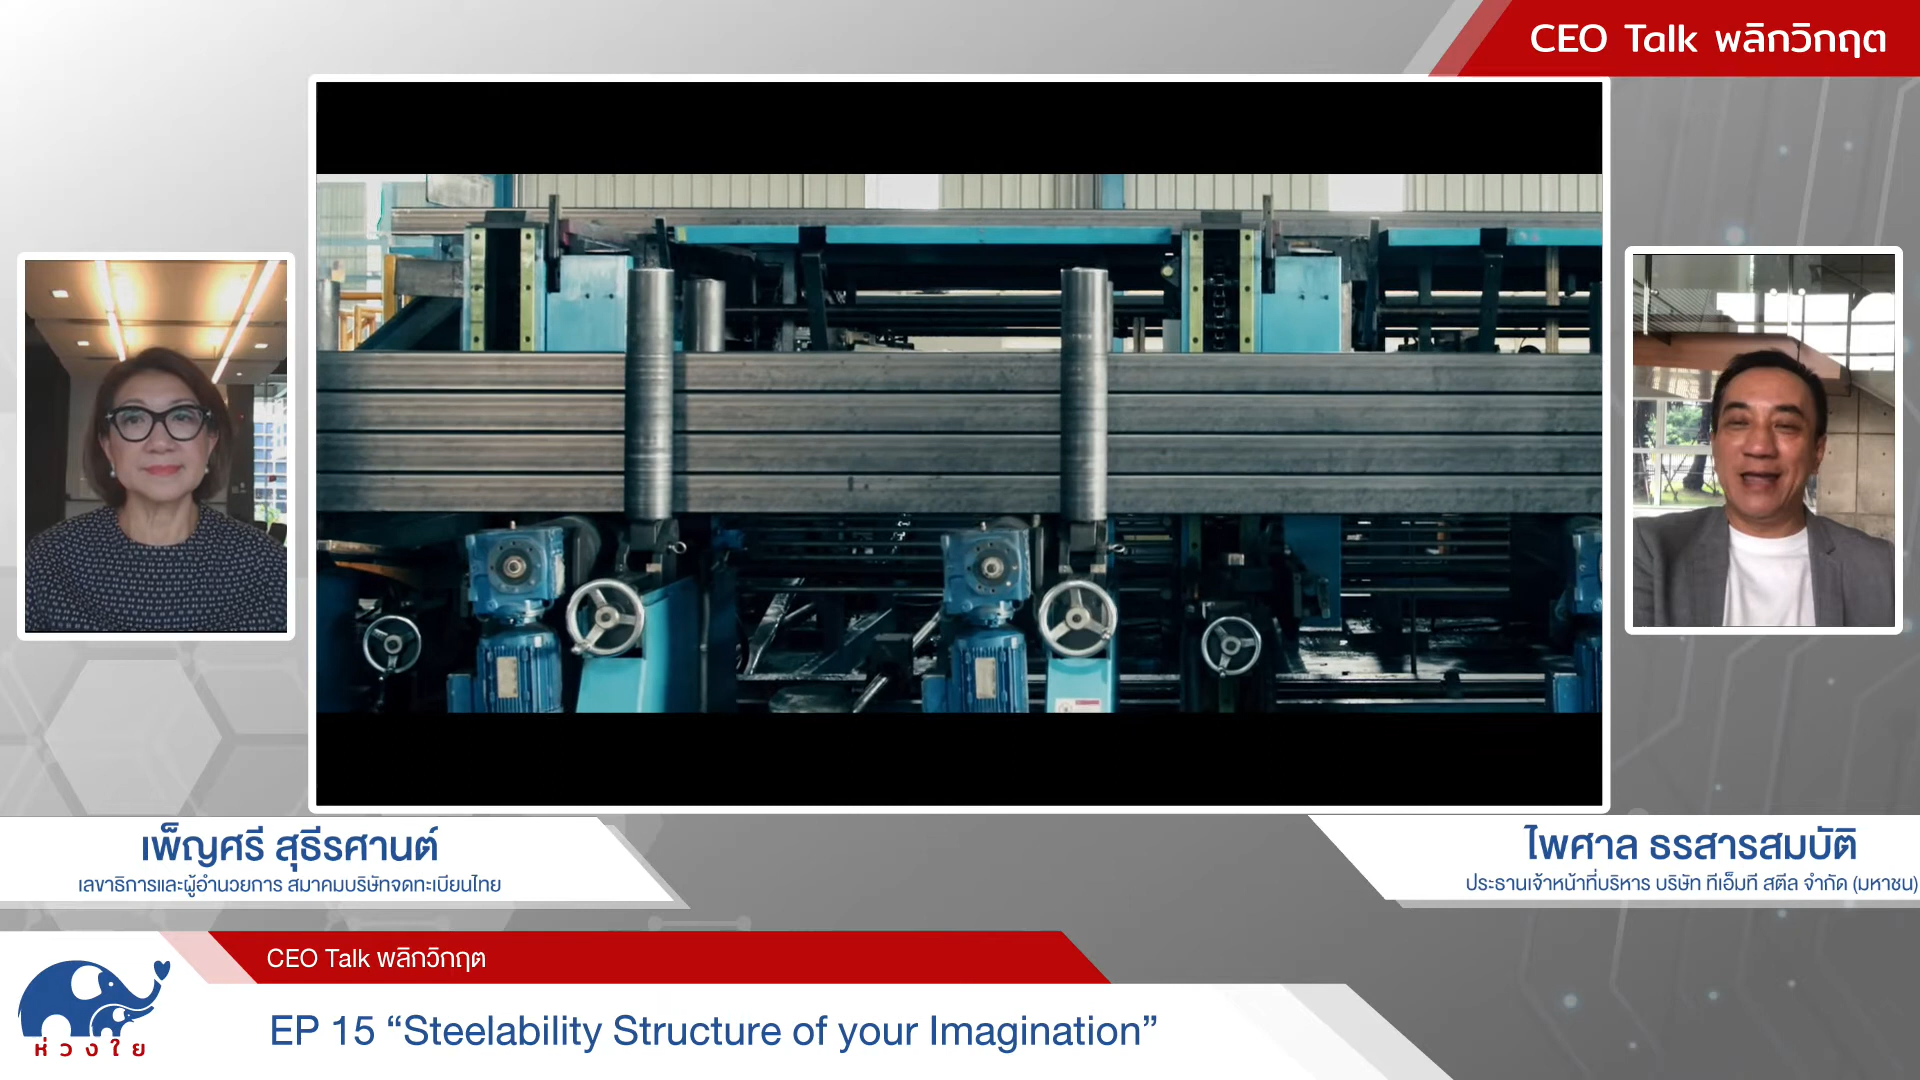 CEO Talk พลิกวิกฤต
เพ็ญศรี สุธีรศานต์
เลขาธิการและผู้อำนวยการ สมาคมบริษัทจดทะเบียนไทย
ไพศาล ธรสารสมบัติ
ประธานเจ้าหน้าที่บริหาร บริษัท ทีเอ็มที สตีล จำกัด (มหาชน)
CEO Talk พลิกวิกฤต
EP 15 “Steelability Structure of your Imagination”
ห่วงใย